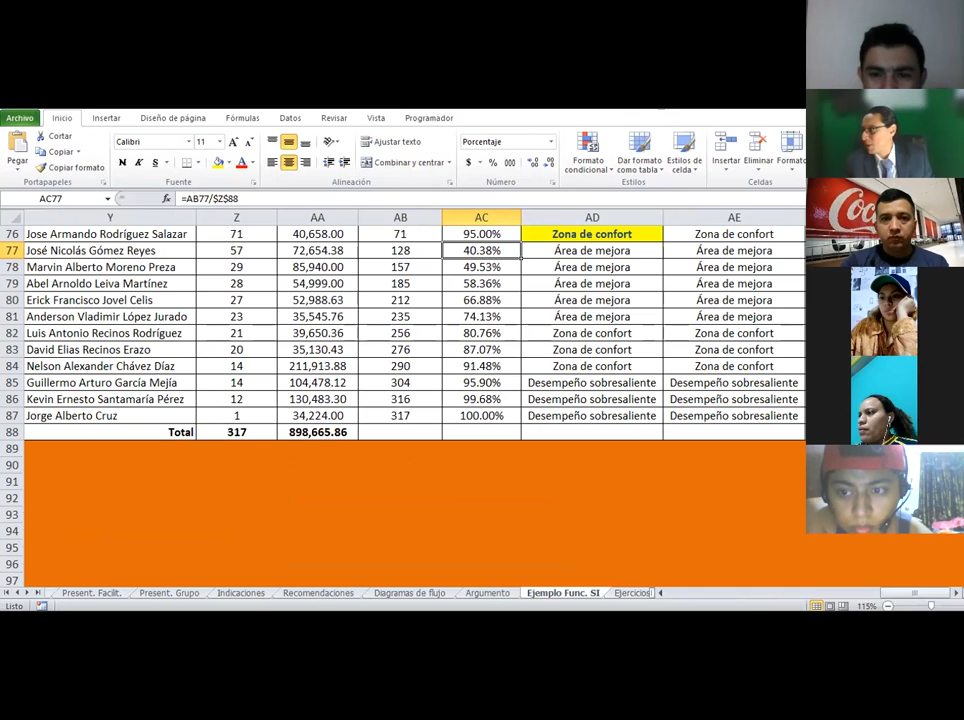 Archivo Inicio Insertar Diseño de página Fórmulas Datos Revisar Vista Programador
Pegar Cortar Copiar Copiar formato
Calibri 11
N K S A
Ajustar texto
Combinar y centrar
Porcentaje
$ % 000
Formato condicional Dar formato como tabla Estilos de celda
Insertar Eliminar Formato
Portapapeles Fuente Alineación Número Estilos Celdas
AC77 fx =AB77/$Z$88
Y Z AA AB AC AD AE
76 Jose Armando Rodríguez Salazar 71 40,658.00 71 95.00% Zona de confort Zona de confort
77 José Nicolás Gómez Reyes 57 72,654.38 128 40.38% Área de mejora Área de mejora
78 Marvin Alberto Moreno Preza 29 85,940.00 157 49.53% Área de mejora Área de mejora
79 Abel Arnoldo Leiva Martínez 28 54,999.00 185 58.36% Área de mejora Área de mejora
80 Erick Francisco Jovel Celis 27 52,988.63 212 66.88% Área de mejora Área de mejora
81 Anderson Vladimir López Jurado 23 35,545.76 235 74.13% Área de mejora Área de mejora
82 Luis Antonio Recinos Rodríguez 21 39,650.36 256 80.76% Zona de confort Zona de confort
83 David Elias Recinos Erazo 20 35,130.43 276 87.07% Zona de confort Zona de confort
84 Nelson Alexander Chávez Díaz 14 211,913.88 290 91.48% Zona de confort Zona de confort
85 Guillermo Arturo García Mejía 14 104,478.12 304 95.90% Desempeño sobresaliente Desempeño sobresaliente
86 Kevin Ernesto Santamaría Pérez 12 130,483.30 316 99.68% Desempeño sobresaliente Desempeño sobresaliente
87 Jorge Alberto Cruz 1 34,224.00 317 100.00% Desempeño sobresaliente Desempeño sobresaliente
88 Total 317 898,665.86
89
90
91
92
93
94
95
96
97
Present. Facilit. Present. Grupo Indicaciones Recomendaciones Diagramas de flujo Argumento Ejemplo Func. SI Ejercicios
Listo 115%